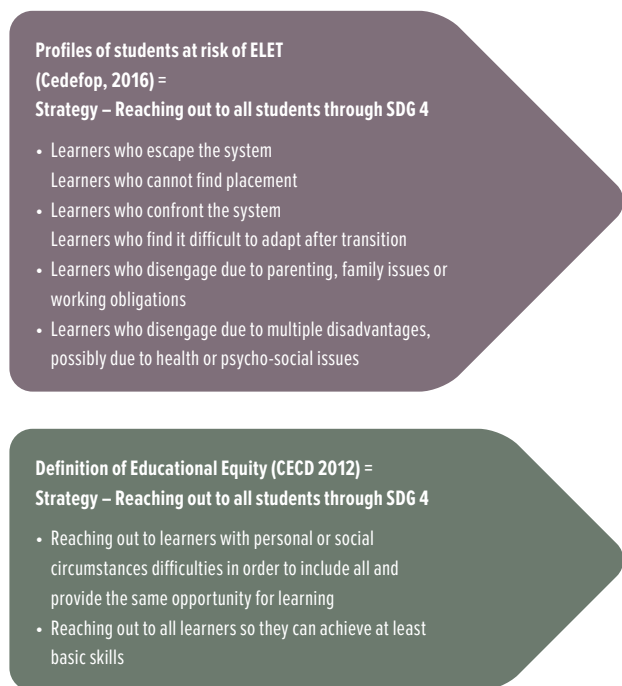 Profiles of students at risk of ELET
(Cedefop, 2016) =
Strategy – Reaching out to all students through SDG 4
• Learners who escape the system
Learners who cannot find placement
• Learners who confront the system
Learners who find it difficult to adapt after transition
• Learners who disengage due to parenting, family issues or
working obligations
• Learners who disengage due to multiple disadvantages,
possibly due to health or psycho-social issues
Definition of Educational Equity (CECD 2012) =
Strategy – Reaching out to all students through SDG 4
• Reaching out to learners with personal or social
circumstances difficulties in order to include all and
provide the same opportunity for learning
• Reaching out to all learners so they can achieve at least
basic skills